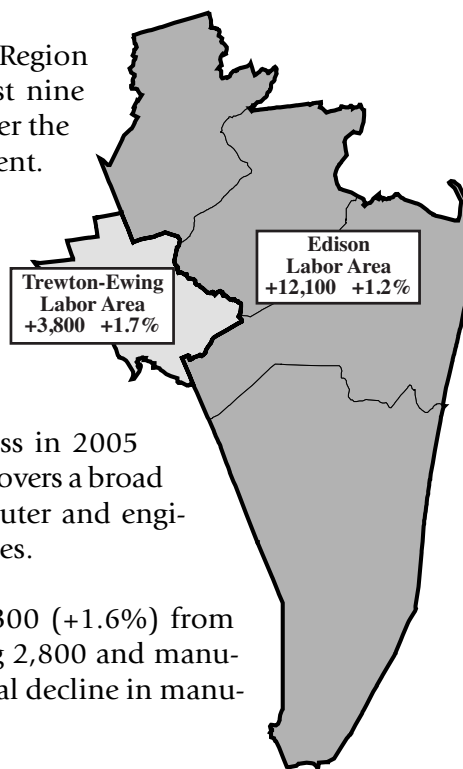 Region
st nine
er the
ent.
Edison
Labor Area
+12,100 +1.2%
Trewton-Ewing
Labor Area
+3,800 +1.7%
ss in 2005
overs a broad
uter and engi-
es.
300 (+1.6%) from
g 2,800 and manu-
al decline in manu-